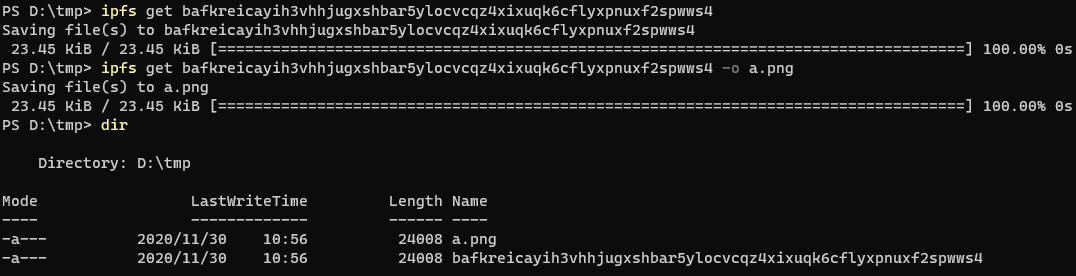 PS D:\tmp> ipfs get bafkreicayih3vhhjugxshbar5ylocvcqz4xixuqk6cflyxpnuxf2spwws4
Saving file(s) to bafkreicayih3vhhjugxshbar5ylocvcqz4xixuqk6cflyxpnuxf2spwws4
 23.45 KiB / 23.45 KiB [===================================================================================] 100.00% 0s
PS D:\tmp> ipfs get bafkreicayih3vhhjugxshbar5ylocvcqz4xixuqk6cflyxpnuxf2spwws4 -o a.png
Saving file(s) to a.png
 23.45 KiB / 23.45 KiB [===================================================================================] 100.00% 0s
PS D:\tmp> dir

    Directory: D:\tmp

Mode                 LastWriteTime         Length Name
----                 -------------         ------ ----
-a---          2020/11/30    10:56          24008 a.png
-a---          2020/11/30    10:56          24008 bafkreicayih3vhhjugxshbar5ylocvcqz4xixuqk6cflyxpnuxf2spwws4